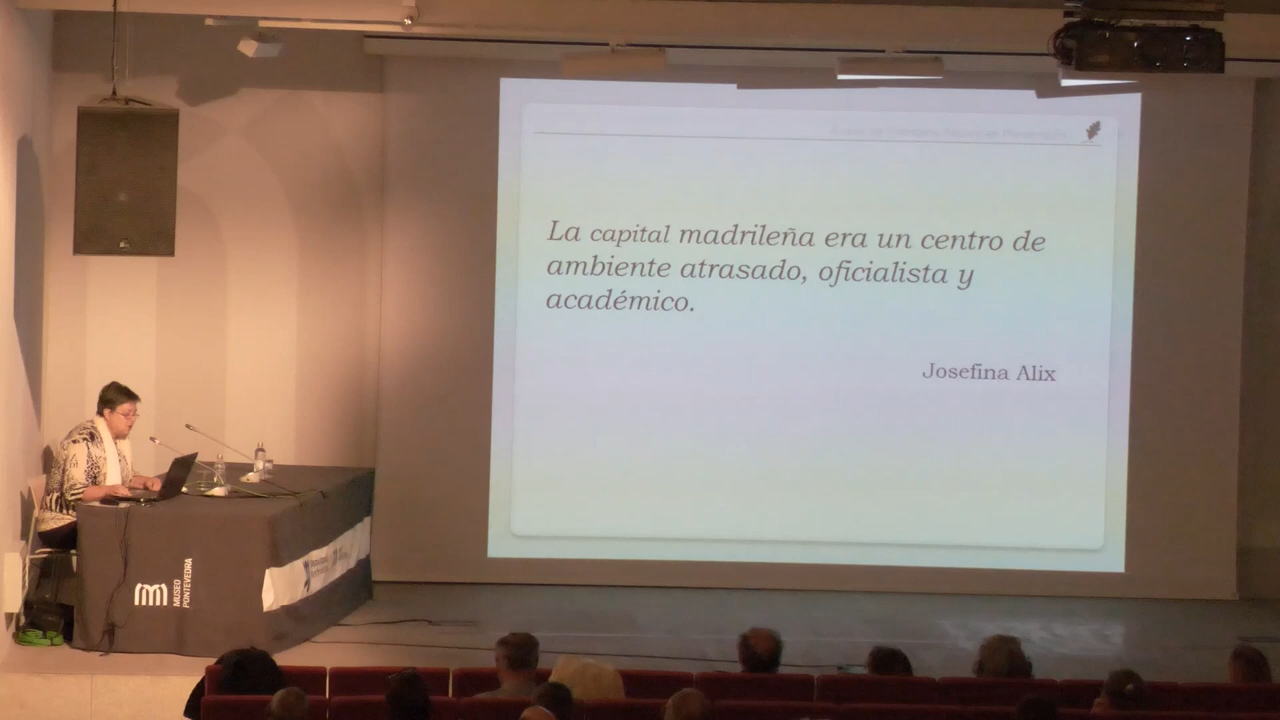 La capital madrileña era un centro de
ambiente atrasado, oficialista y
académico.
Josefina Alix
MUSEO
PONTEVEDRA